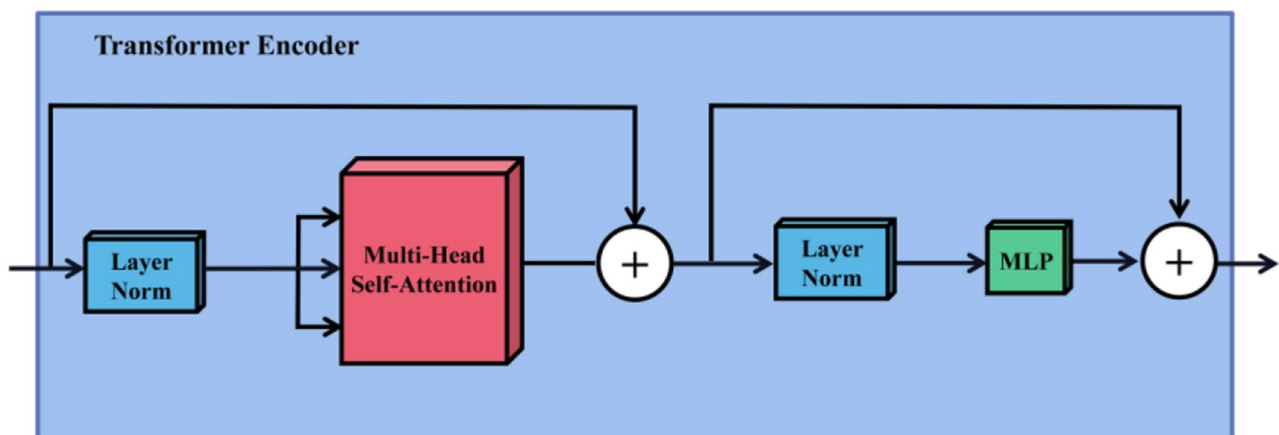 Transformer Encoder
Layer
Norm
Multi-Head
Self-Attention
+
Layer
Norm
MLP
+